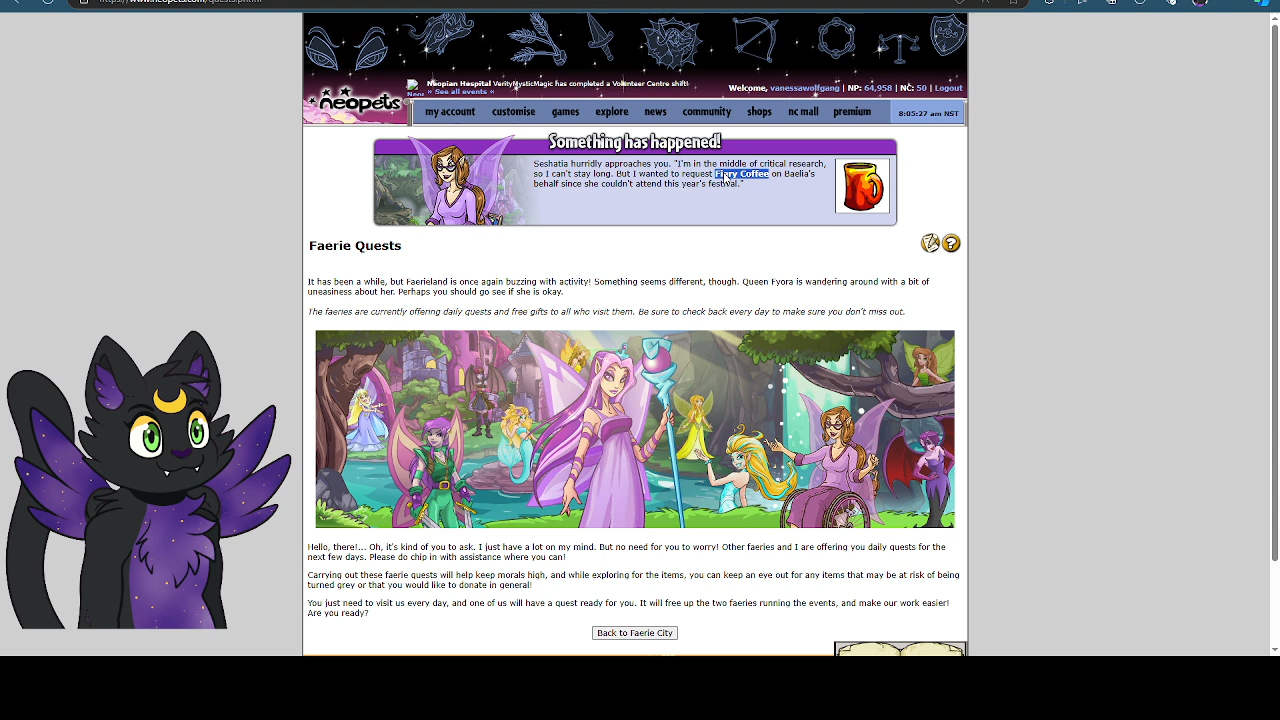 https://www.neopets.com/quests.phtml
Neopian Hospital VerityMysticMagic has completed a Volunteer Centre shift!
» See all events «
Welcome, vanessawolfgang | NP: 64,958 | NC: 50 | Logout
neopets
my account customise games explore news community shops nc mall premium 8:05:27 am NST
Something has happened!
Seshatia hurridly approaches you. "I'm in the middle of critical research,
so I can't stay long. But I wanted to request Fiery Coffee on Baelia's
behalf since she couldn't attend this year's festival."
Faerie Quests
It has been a while, but Faerieland is once again buzzing with activity! Something seems different, though. Queen Fyora is wandering around with a bit of
uneasiness about her. Perhaps you should go see if she is okay.
The faeries are currently offering daily quests and free gifts to all who visit them. Be sure to check back every day to make sure you don't miss out.
Hello, there!... Oh, it's kind of you to ask. I just have a lot on my mind. But no need for you to worry! Other faeries and I are offering you daily quests for the
next few days. Please do chip in with assistance where you can!
Carrying out these faerie quests will help keep morals high, and while exploring for the items, you can keep an eye out for any items that may be at risk of being
turned grey or that you would like to donate in general!
You just need to visit us every day, and one of us will have a quest ready for you. It will free up the two faeries running the events, and make our work easier!
Are you ready?
Back to Faerie City